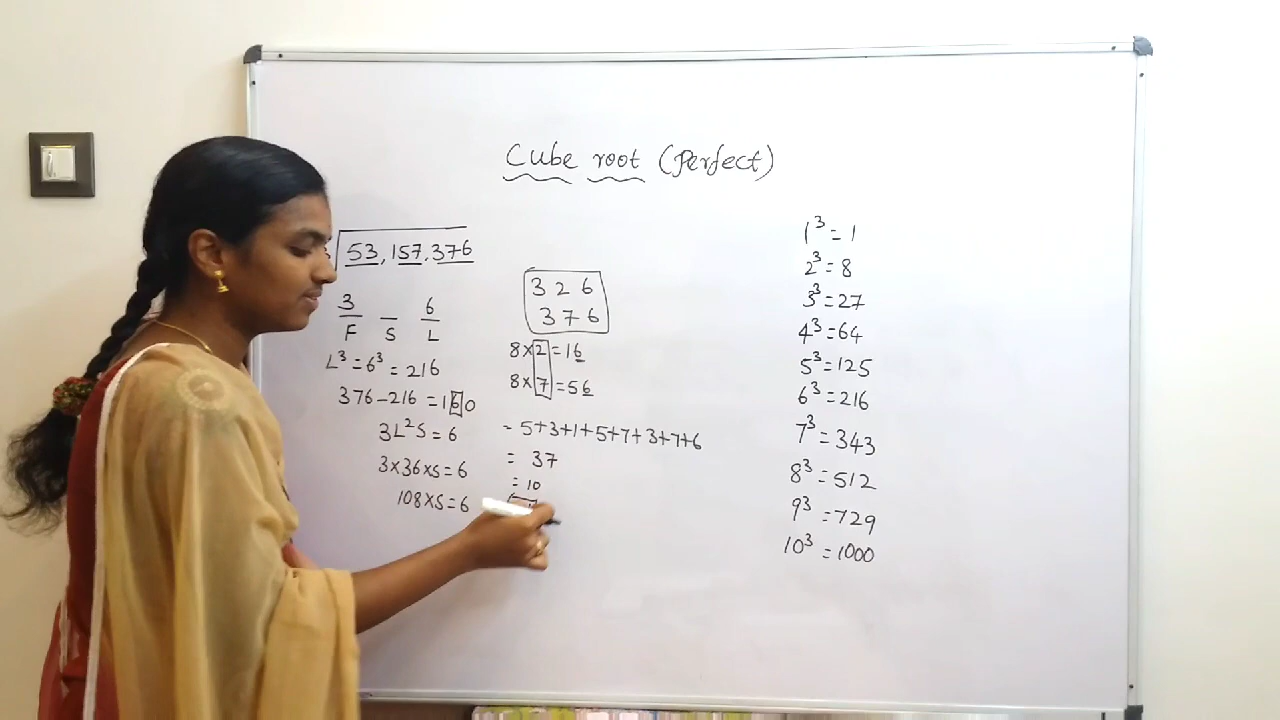 Cube root (Perfect)
53,157,376
3 _ 6
F S L
L³ = 6³ = 216
376 - 216 = 160
3L²S = 6
3×36×S = 6
108×S = 6
3 2 6
3 7 6
8×2 = 16
8×7 = 56
= 5+3+1+5+7+3+7+6
= 37
= 10
1³ = 1
2³ = 8
3³ = 27
4³ = 64
5³ = 125
6³ = 216
7³ = 343
8³ = 512
9³ = 729
10³ = 1000